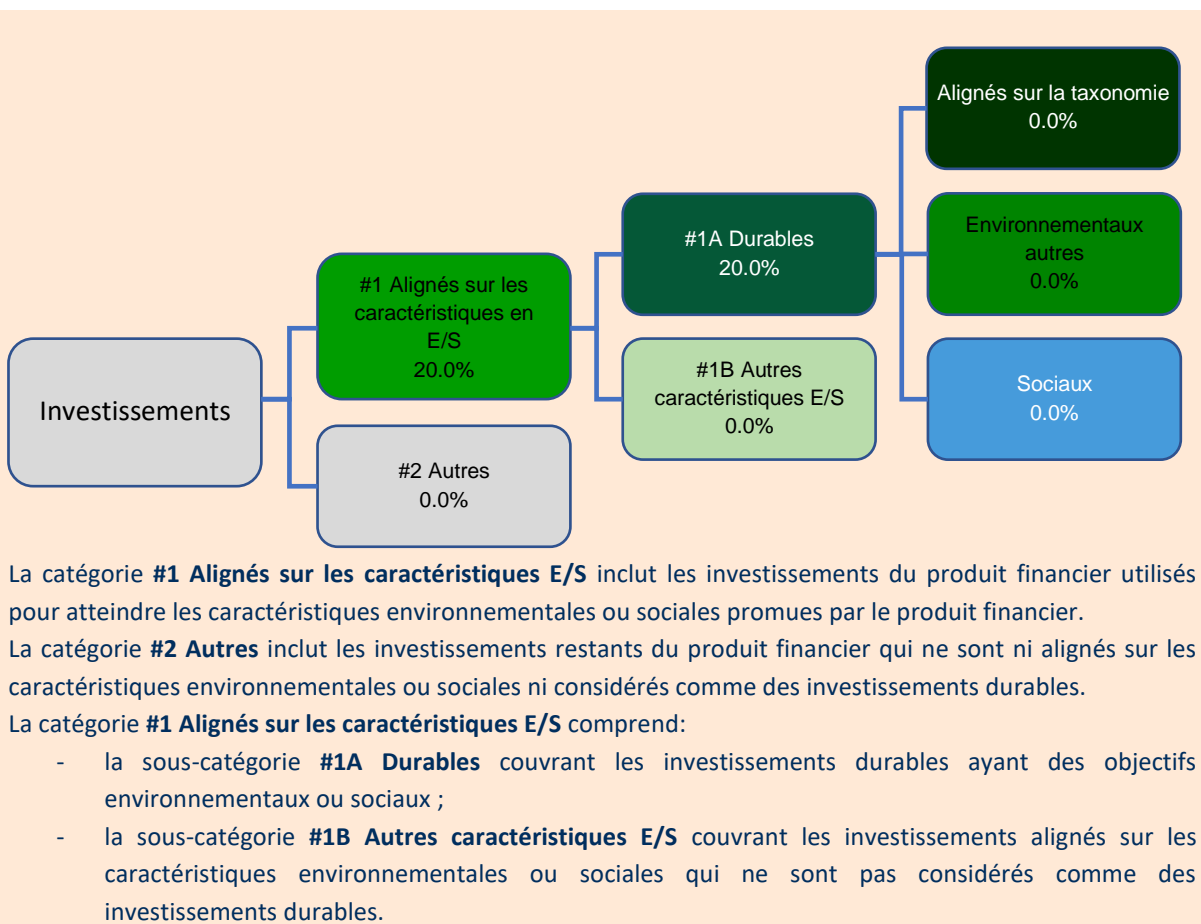 Alignés sur la taxonomie
0.0%
#1A Durables
20.0%
Environnementaux
autres
0.0%
#1 Alignés sur les
caractéristiques en
E/S
20.0%
#1B Autres
caractéristiques E/S
0.0%
Sociaux
0.0%
Investissements
#2 Autres
0.0%
La catégorie #1 Alignés sur les caractéristiques E/S inclut les investissements du produit financier utilisés
pour atteindre les caractéristiques environnementales ou sociales promues par le produit financier.
La catégorie #2 Autres inclut les investissements restants du produit financier qui ne sont ni alignés sur les
caractéristiques environnementales ou sociales ni considérés comme des investissements durables.
La catégorie #1 Alignés sur les caractéristiques E/S comprend:
- la sous-catégorie #1A Durables couvrant les investissements durables ayant des objectifs
environnementaux ou sociaux ;
- la sous-catégorie #1B Autres caractéristiques E/S couvrant les investissements alignés sur les
caractéristiques environnementales ou sociales qui ne sont pas considérés comme des
investissements durables.